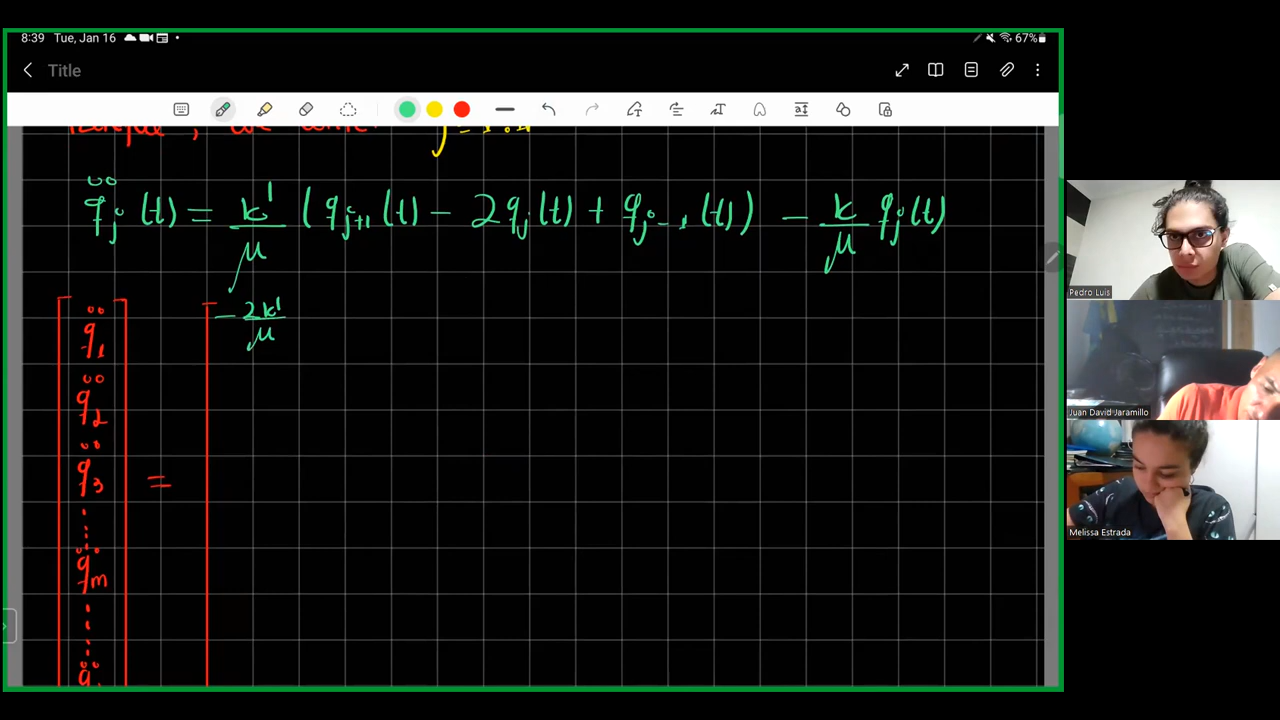 8:39 Tue, Jan 16
67%
Title
q̈ⱼ(t) = k'/μ (qⱼ₊₁(t) − 2qⱼ(t) + qⱼ₋₁(t)) − k/μ qⱼ(t)
q̈₁
− 2k'/μ
q̈₂
q̈₃
=
q̈ₘ
Pedro Luis
Juan David Jaramillo
Melissa Estrada